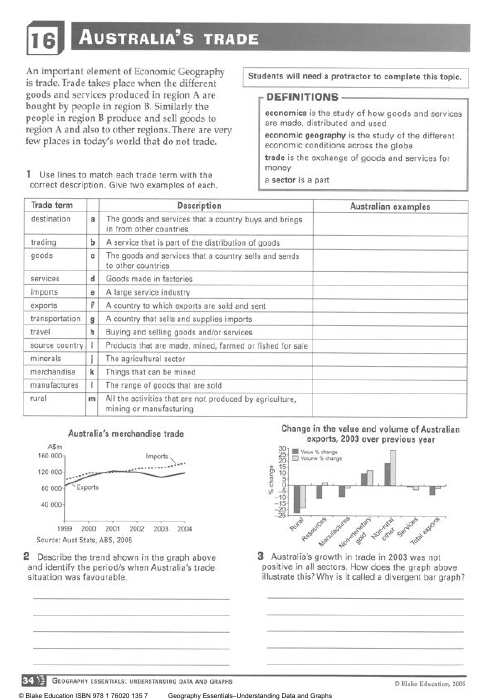 16 AUSTRALIA'S TRADE
An important element of Economic Geography
is trade. Trade takes place when the different
goods and services produced in region A are
bought by people in region B. Similarly the
people in region B produce and sell goods to
region A and also to other regions. There are very
few places in today's world that do not trade.
1 Use lines to match each trade term with the
correct description. Give two examples of each.
Students will need a protractor to complete this topic.
DEFINITIONS
economics is the study of how goods and services
are made, distributed and used
economic geography is the study of the different
economic conditions across the globe
trade is the exchange of goods and services for
money
a sector is a part
Trade term Description Australian examples
destination a The goods and services that a country buys and brings
in from other countries
trading b A service that is part of the distribution of goods
goods c The goods and services that a country sells and sends
to other countries
services d Goods made in factories
imports e A large service industry
exports f A country to which exports are sold and sent
transportation g A country that sells and supplies imports
travel h Buying and selling goods and/or services
source country i Products that are made, mined, farmed or fished for sale
minerals j The agricultural sector
merchandise k Things that can be mined
manufactures l The range of goods that are sold
rural m All the activities that are not produced by agriculture,
mining or manufacturing
Australia's merchandise trade
A$m
160 000
120 000
80 000
40 000
Imports
Exports
1999 2000 2001 2002 2003 2004
Source: Aust State, ABS, 2005
2 Describe the trend shown in the graph above
and identify the period/s when Australia's trade
situation was favourable.
Change in the value and volume of Australian
exports, 2003 over previous year
% change
30
25
20
15
10
5
0
-5
-10
-15
-20
-25
Value % change
Volume % change
Rural
Resources
Manufactures
Non-monetary
gold
Non-rural
other
Services
Total exports
3 Australia's growth in trade in 2003 was not
positive in all sectors. How does the graph above
illustrate this? Why is it called a divergent bar graph?
34 GEOGRAPHY ESSENTIALS: UNDERSTANDING DATA AND GRAPHS
© Blake Education, 2005
© Blake Education ISBN 978 1 76020 135 7 Geography Essentials–Understanding Data and Graphs